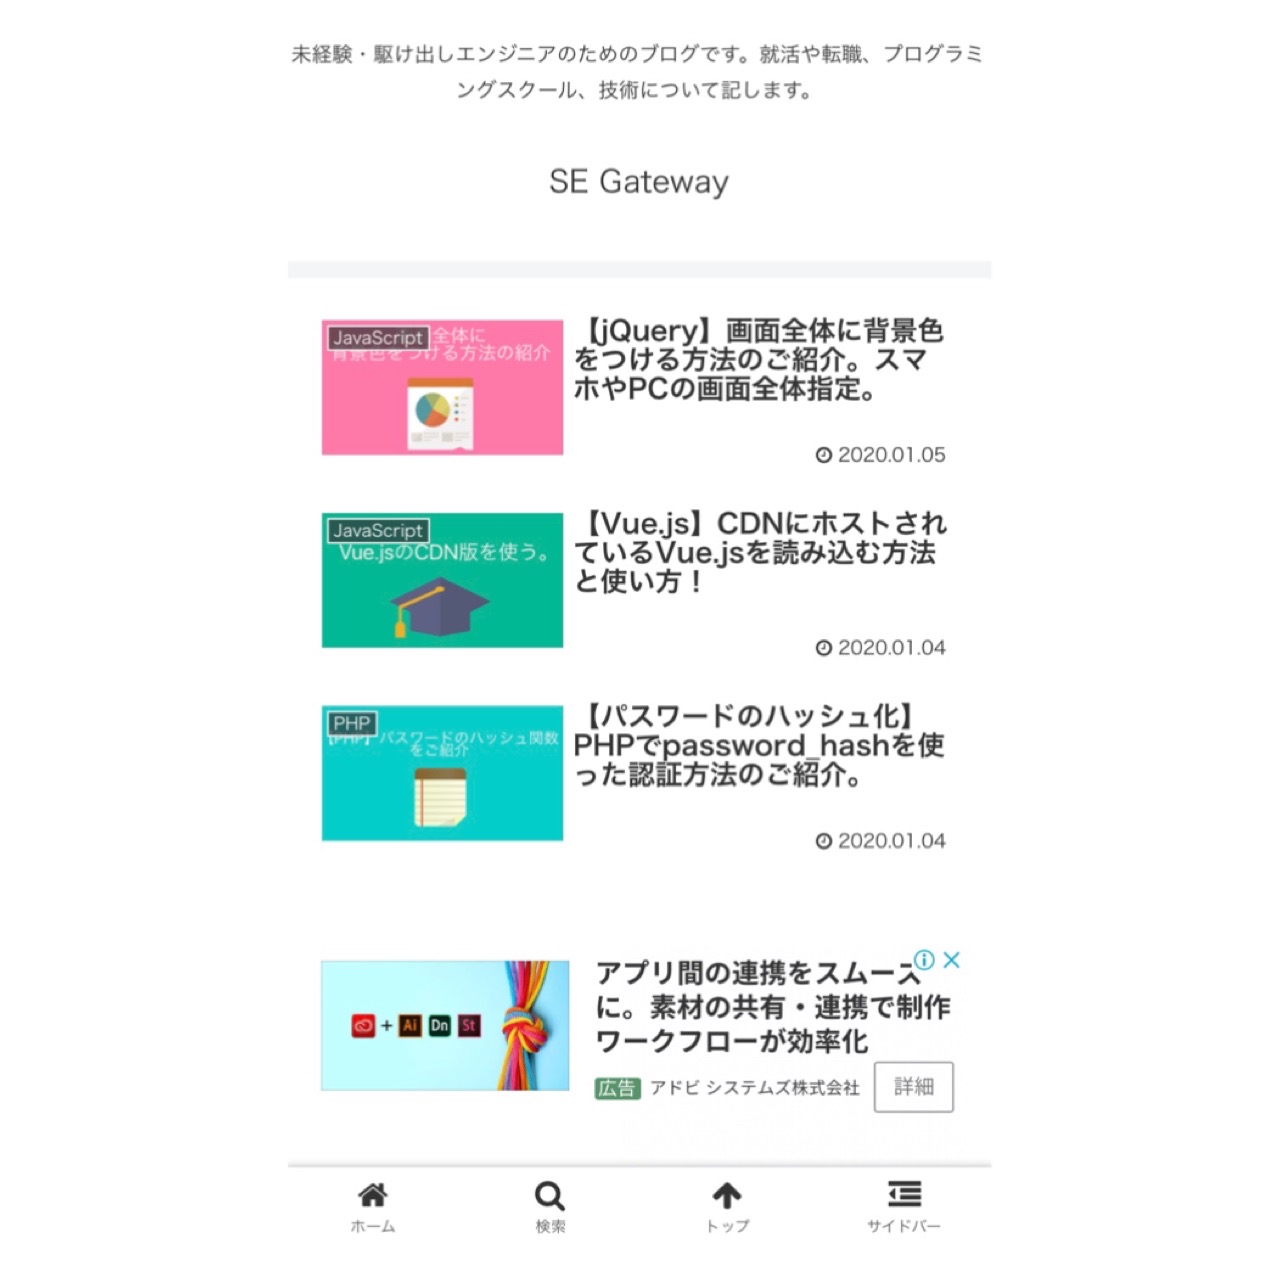 未経験・駆け出しエンジニアのためのブログです。就活や転職、プログラミ
ングスクール、技術について記します。
SE Gateway
JavaScript
全体に
背景色をつける方法の紹介
【jQuery】画面全体に背景色
をつける方法のご紹介。スマ
ホやPCの画面全体指定。
2020.01.05
JavaScript
Vue.jsのCDN版を使う。
【Vue.js】CDNにホストされ
ているVue.jsを読み込む方法
と使い方！
2020.01.04
PHP
【PHP】パスワードのハッシュ関数
をご紹介
【パスワードのハッシュ化】
PHPでpassword_hashを使
った認証方法のご紹介。
2020.01.04
アプリ間の連携をスムース
に。素材の共有・連携で制作
ワークフローが効率化
+ Ai Dn St
広告 アドビ システムズ株式会社
詳細
ホーム 検索 トップ サイドバー